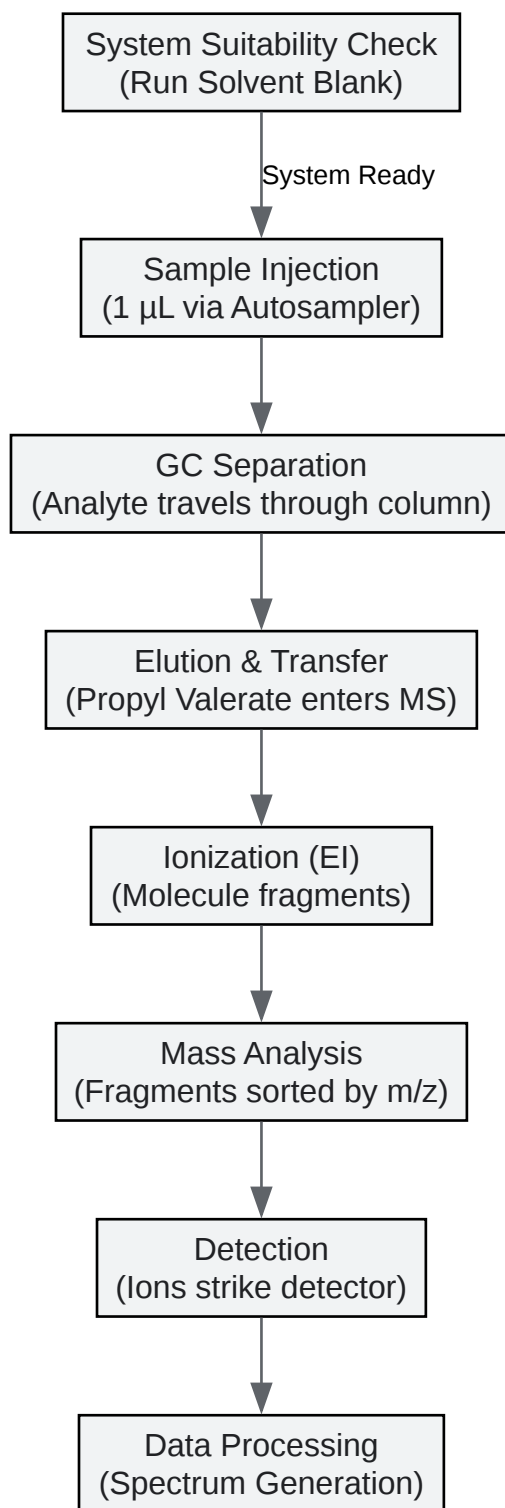 System Suitability Check
(Run Solvent Blank)
System Ready
Sample Injection
(1 µL via Autosampler)
GC Separation
(Analyte travels through column)
Elution & Transfer
(Propyl Valerate enters MS)
Ionization (EI)
(Molecule fragments)
Mass Analysis
(Fragments sorted by m/z)
Detection
(Ions strike detector)
Data Processing
(Spectrum Generation)